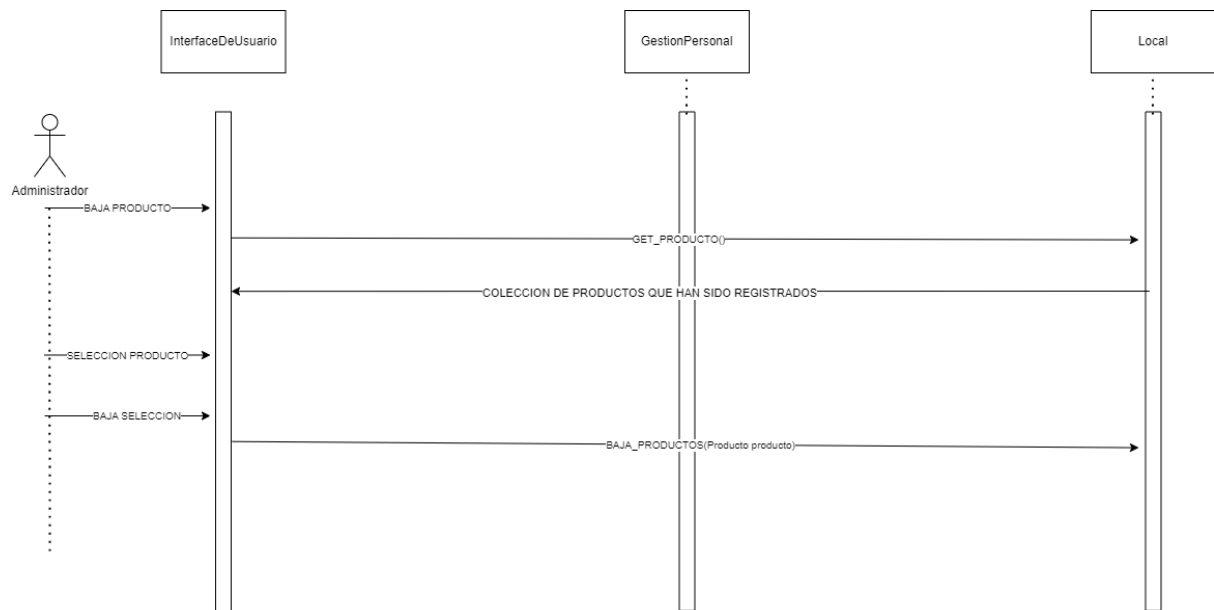 InterfaceDeUsuario
GestionPersonal
Local
Administrador
BAJA PRODUCTO
GET_PRODUCTO()
COLECCION DE PRODUCTOS QUE HAN SIDO REGISTRADOS
SELECCION PRODUCTO
BAJA SELECCION
BAJA_PRODUCTOS(Producto producto)